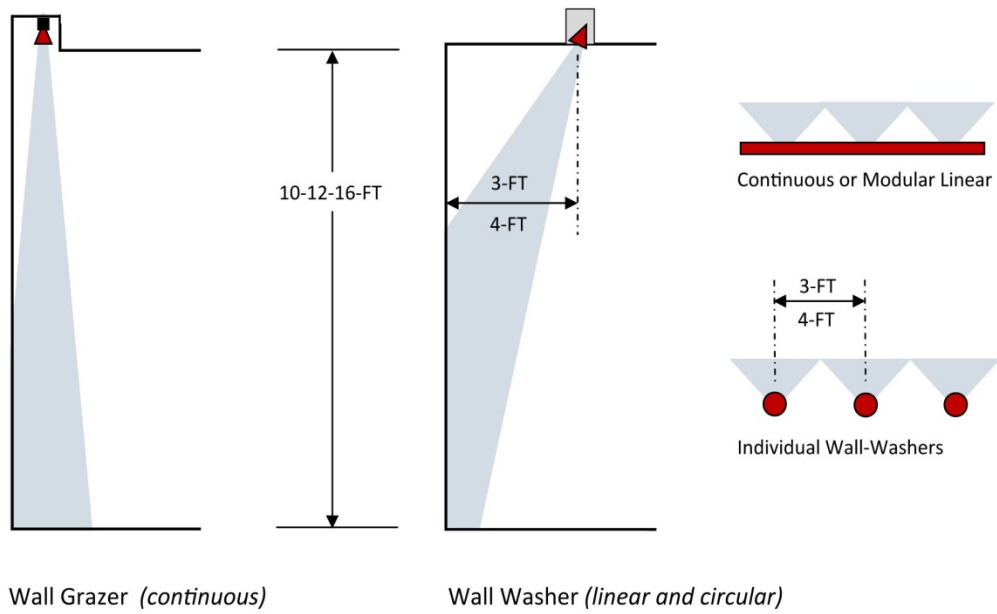 10-12-16-FT
3-FT
4-FT
Continuous or Modular Linear
3-FT
4-FT
Individual Wall-Washers
Wall Grazer (continuous)
Wall Washer (linear and circular)